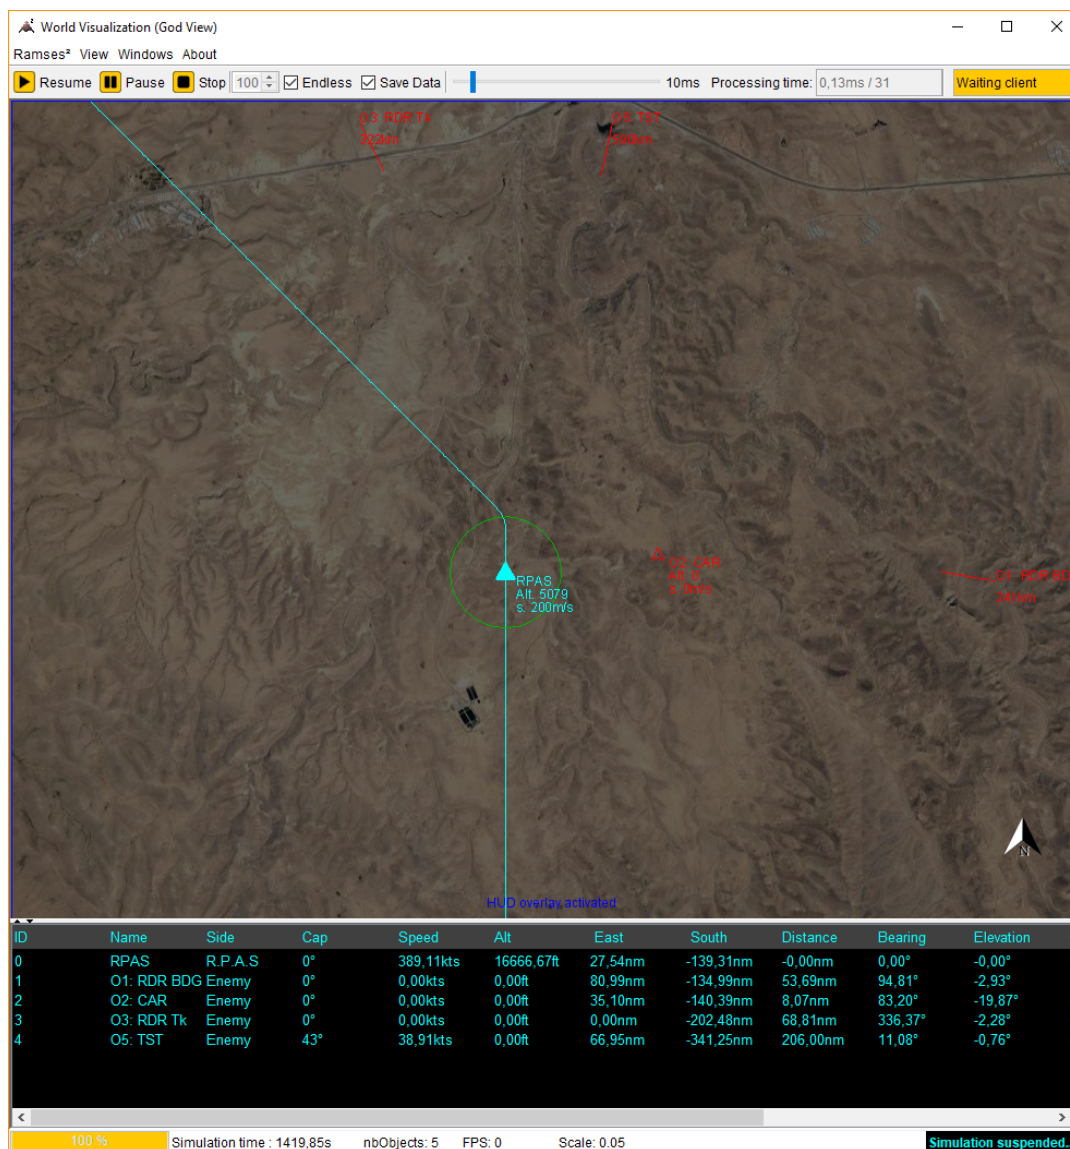 World Visualization (God View)
Ramses² View Windows About
Resume Pause Stop 100 Endless Save Data 10ms Processing time: 0,13ms / 31 Waiting client
RDR Tk
O5: TST
RPAS
Alt. 5079
s. 200m/s
O2: CAR
HUD overlay activated
N
ID Name Side Cap Speed Alt East South Distance Bearing Elevation
0 RPAS R.P.A.S 0° 389,11kts 16666,67ft 27,54nm -139,31nm -0,00nm 0,00° -0,00°
1 O1: RDR BDG Enemy 0° 0,00kts 0,00ft 80,99nm -134,99nm 53,69nm 94,81° -2,93°
2 O2: CAR Enemy 0° 0,00kts 0,00ft 35,10nm -140,39nm 8,07nm 83,20° -19,87°
3 O3: RDR Tk Enemy 0° 0,00kts 0,00ft 0,00nm -202,48nm 68,81nm 336,37° -2,28°
4 O5: TST Enemy 43° 38,91kts 0,00ft 66,95nm -341,25nm 206,00nm 11,08° -0,76°
100 % Simulation time : 1419,85s nbObjects: 5 FPS: 0 Scale: 0.05 Simulation suspended..